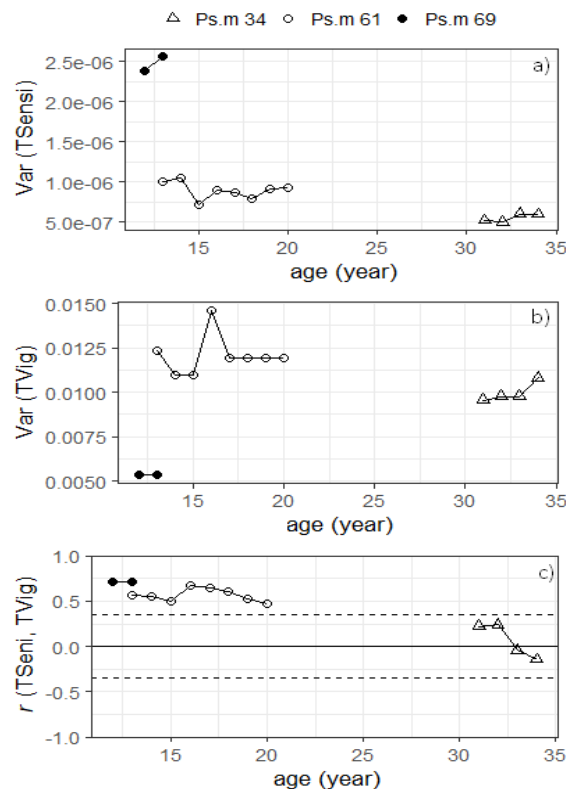 Ps.m 34 Ps.m 61 Ps.m 69
a)
Var (TSensi)
2.5e-06
2.0e-06
1.5e-06
1.0e-06
5.0e-07
15 20 25 30 35
age (year)
b)
Var (TVig)
0.0150
0.0125
0.0100
0.0075
0.0050
15 20 25 30 35
age (year)
c)
r (TSeni, TVig)
1.0
0.5
0.0
-0.5
-1.0
15 20 25 30 35
age (year)